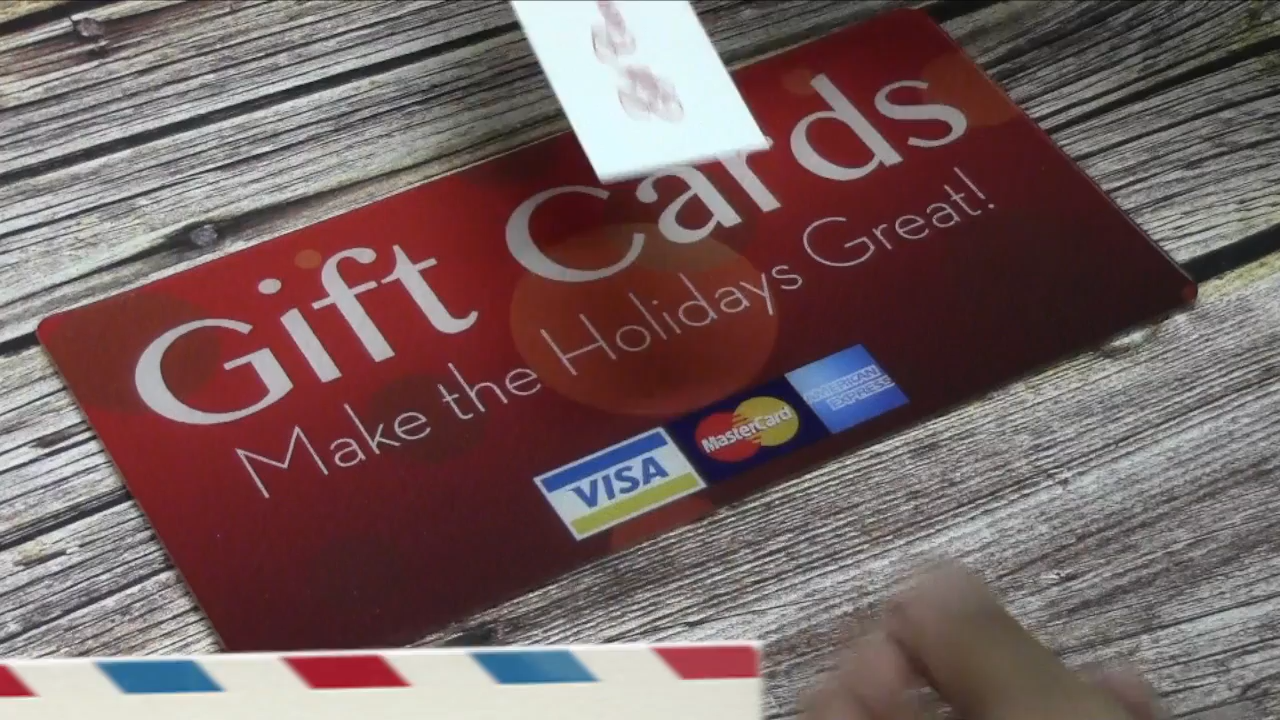 Gift Cards
Make the Holidays Great!
VISA
MasterCard
AMERICAN
EXPRESS